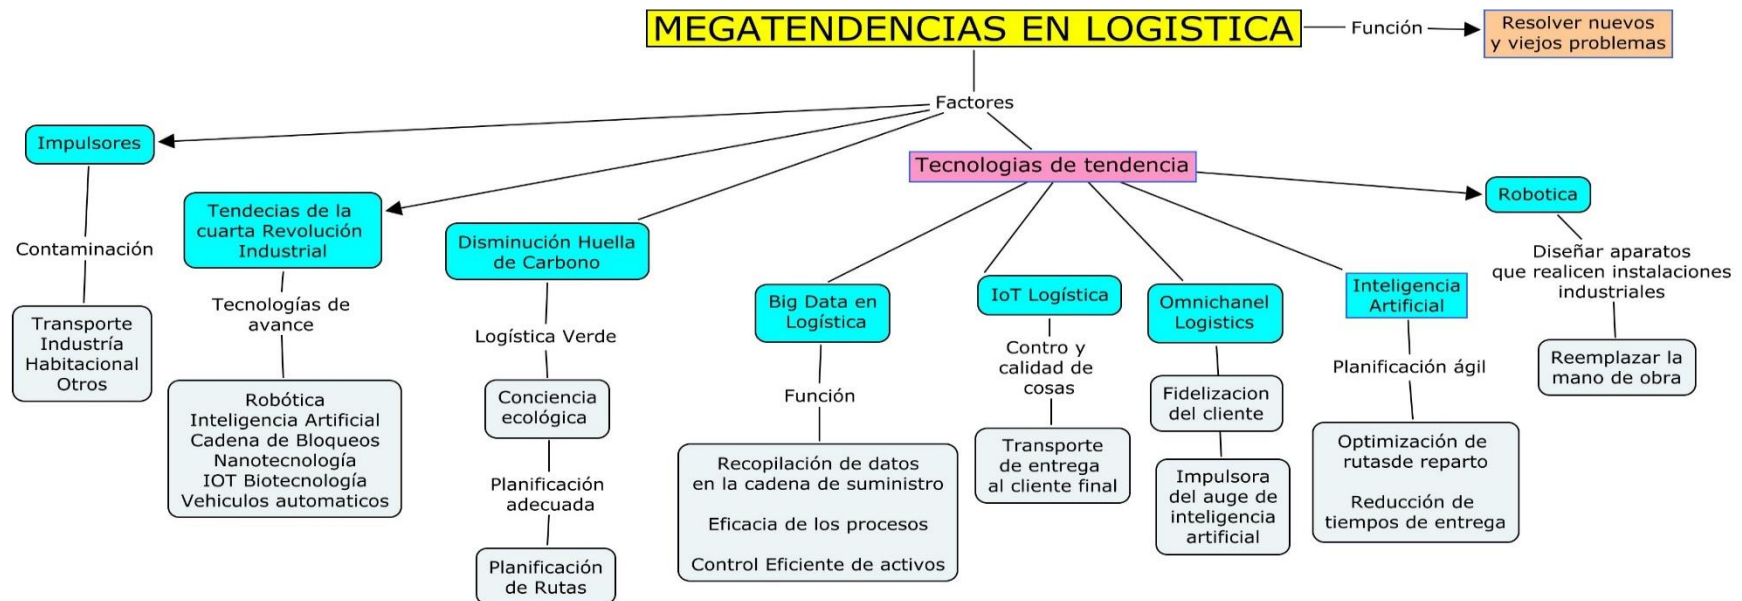 MEGATENDENCIAS EN LOGISTICA
Función
Resolver nuevos
y viejos problemas
Factores
Impulsores
Contaminación
Transporte
Industría
Habitacional
Otros
Tendecias de la
cuarta Revolución
Industrial
Tecnologías de
avance
Robótica
Inteligencia Artificial
Cadena de Bloqueos
Nanotecnología
IOT Biotecnología
Vehiculos automaticos
Disminución Huella
de Carbono
Logística Verde
Conciencia
ecológica
Planificación
adecuada
Planificación
de Rutas
Tecnologias de tendencia
Big Data en
Logística
Función
Recopilación de datos
en la cadena de suministro
Eficacia de los procesos
Control Eficiente de activos
IoT Logística
Contro y
calidad de
cosas
Transporte
de entrega
al cliente final
Omnichanel
Logistics
Fidelizacion
del cliente
Impulsora
del auge de
inteligencia
artificial
Inteligencia
Artificial
Planificación ágil
Optimización de
rutasde reparto
Reducción de
tiempos de entrega
Robotica
Diseñar aparatos
que realicen instalaciones
industriales
Reemplazar la
mano de obra